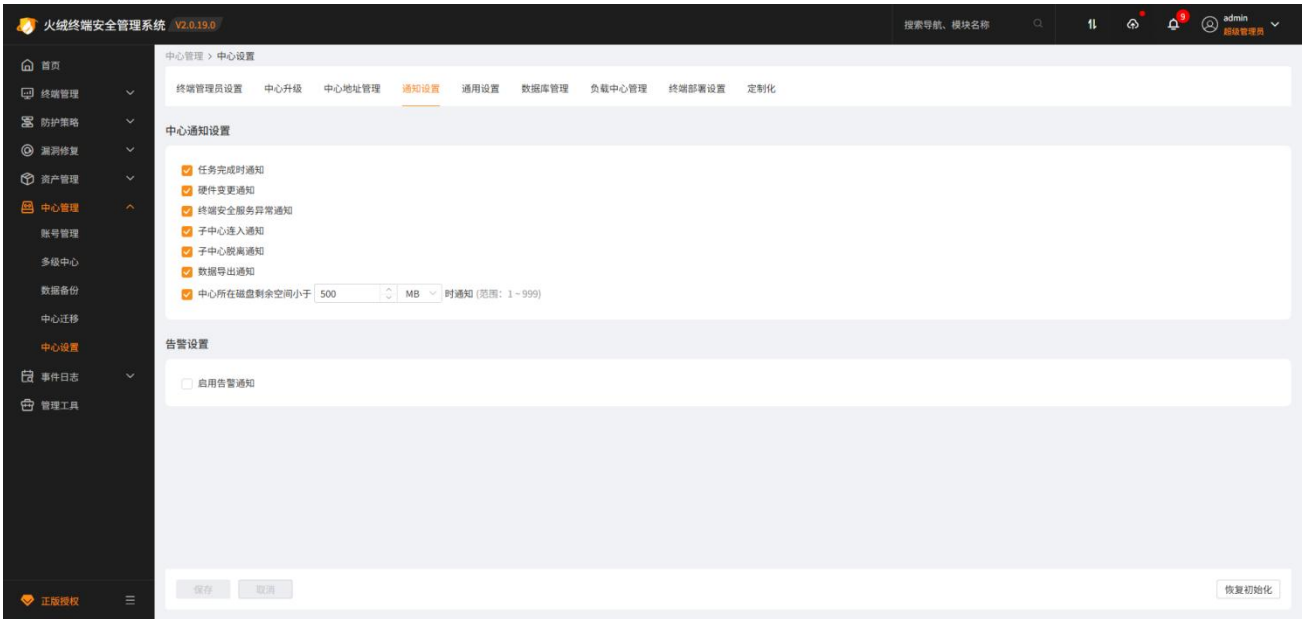 火绒终端安全管理系统 V2.0.19.0
搜索导航、模块名称
9
admin
超级管理员
首页
终端管理
防护策略
漏洞修复
资产管理
中心管理
账号管理
多级中心
数据备份
中心迁移
中心设置
事件日志
管理工具
正版授权
中心管理 > 中心设置
终端管理员设置 中心升级 中心地址管理 通知设置 通用设置 数据库管理 负载中心管理 终端部署设置 定制化
中心通知设置
任务完成时通知
硬件变更通知
终端安全服务异常通知
子中心连入通知
子中心脱离通知
数据导出通知
中心所在磁盘剩余空间小于 500 MB 时通知 (范围: 1 ~ 999)
告警设置
启用告警通知
保存 取消 恢复初始化